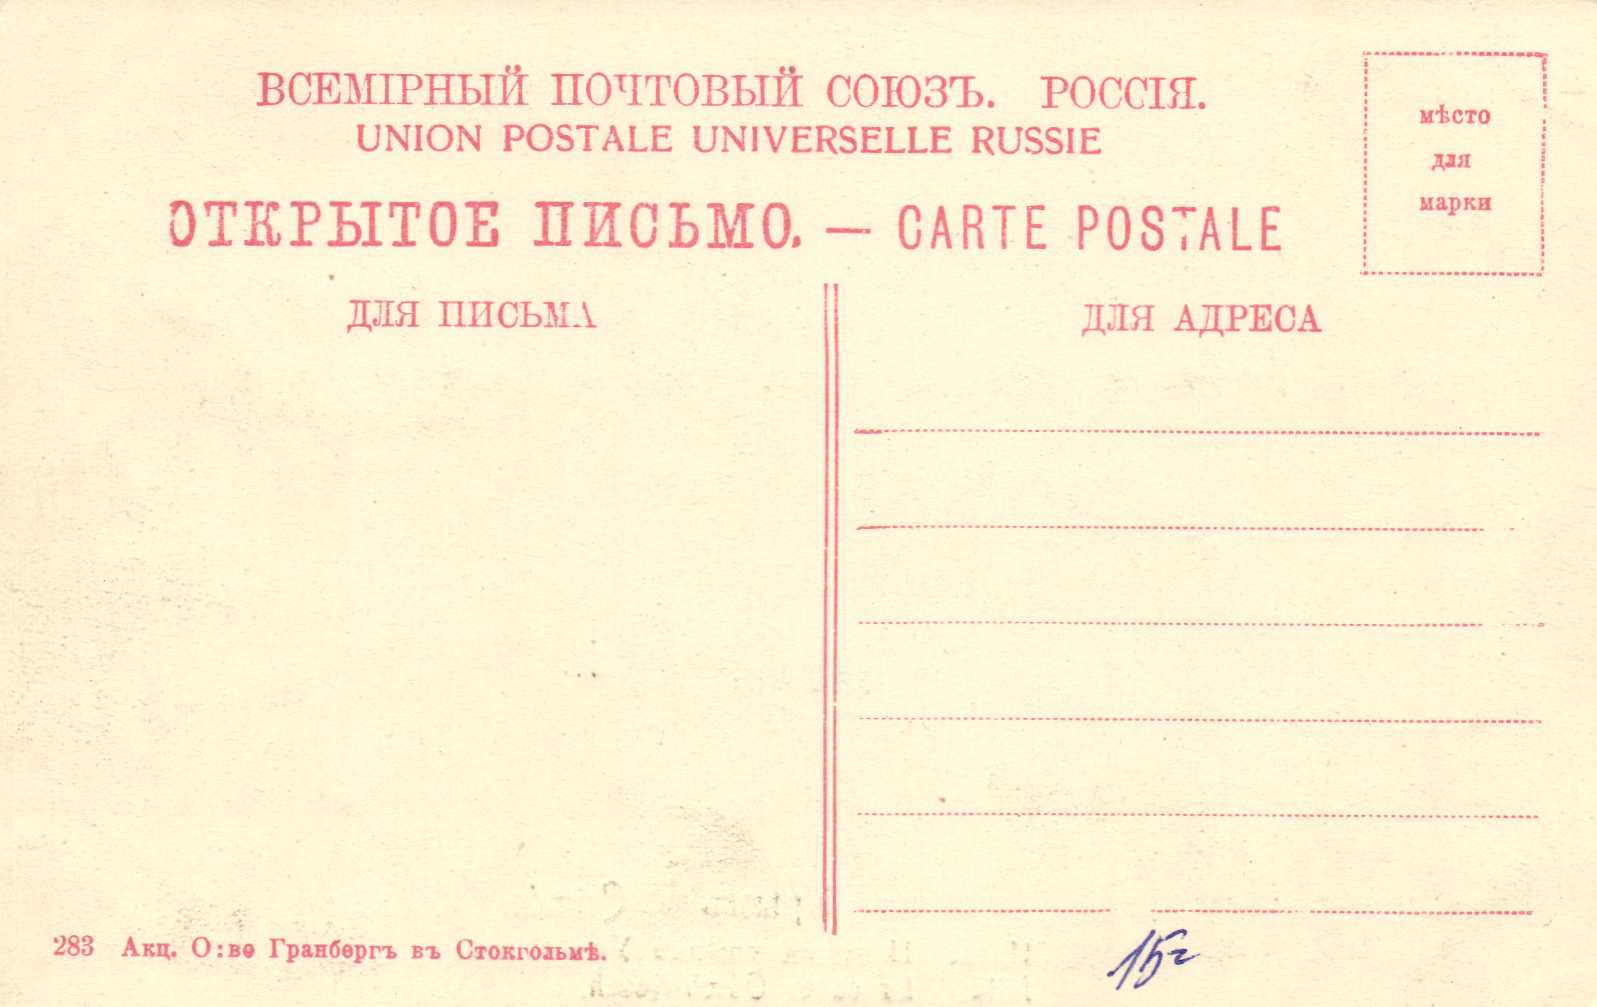 ВСЕМІРНЫЙ ПОЧТОВЫЙ СОЮЗЪ. РОССІЯ.
UNION POSTALE UNIVERSELLE RUSSIE
ОТКРЫТОЕ ПИСЬМО. — CARTE POSTALE
мѣсто
для
марки
ДЛЯ ПИСЬМА
ДЛЯ АДРЕСА
283 Акц. О:во Гранбергъ въ Стокгольмѣ.
15г